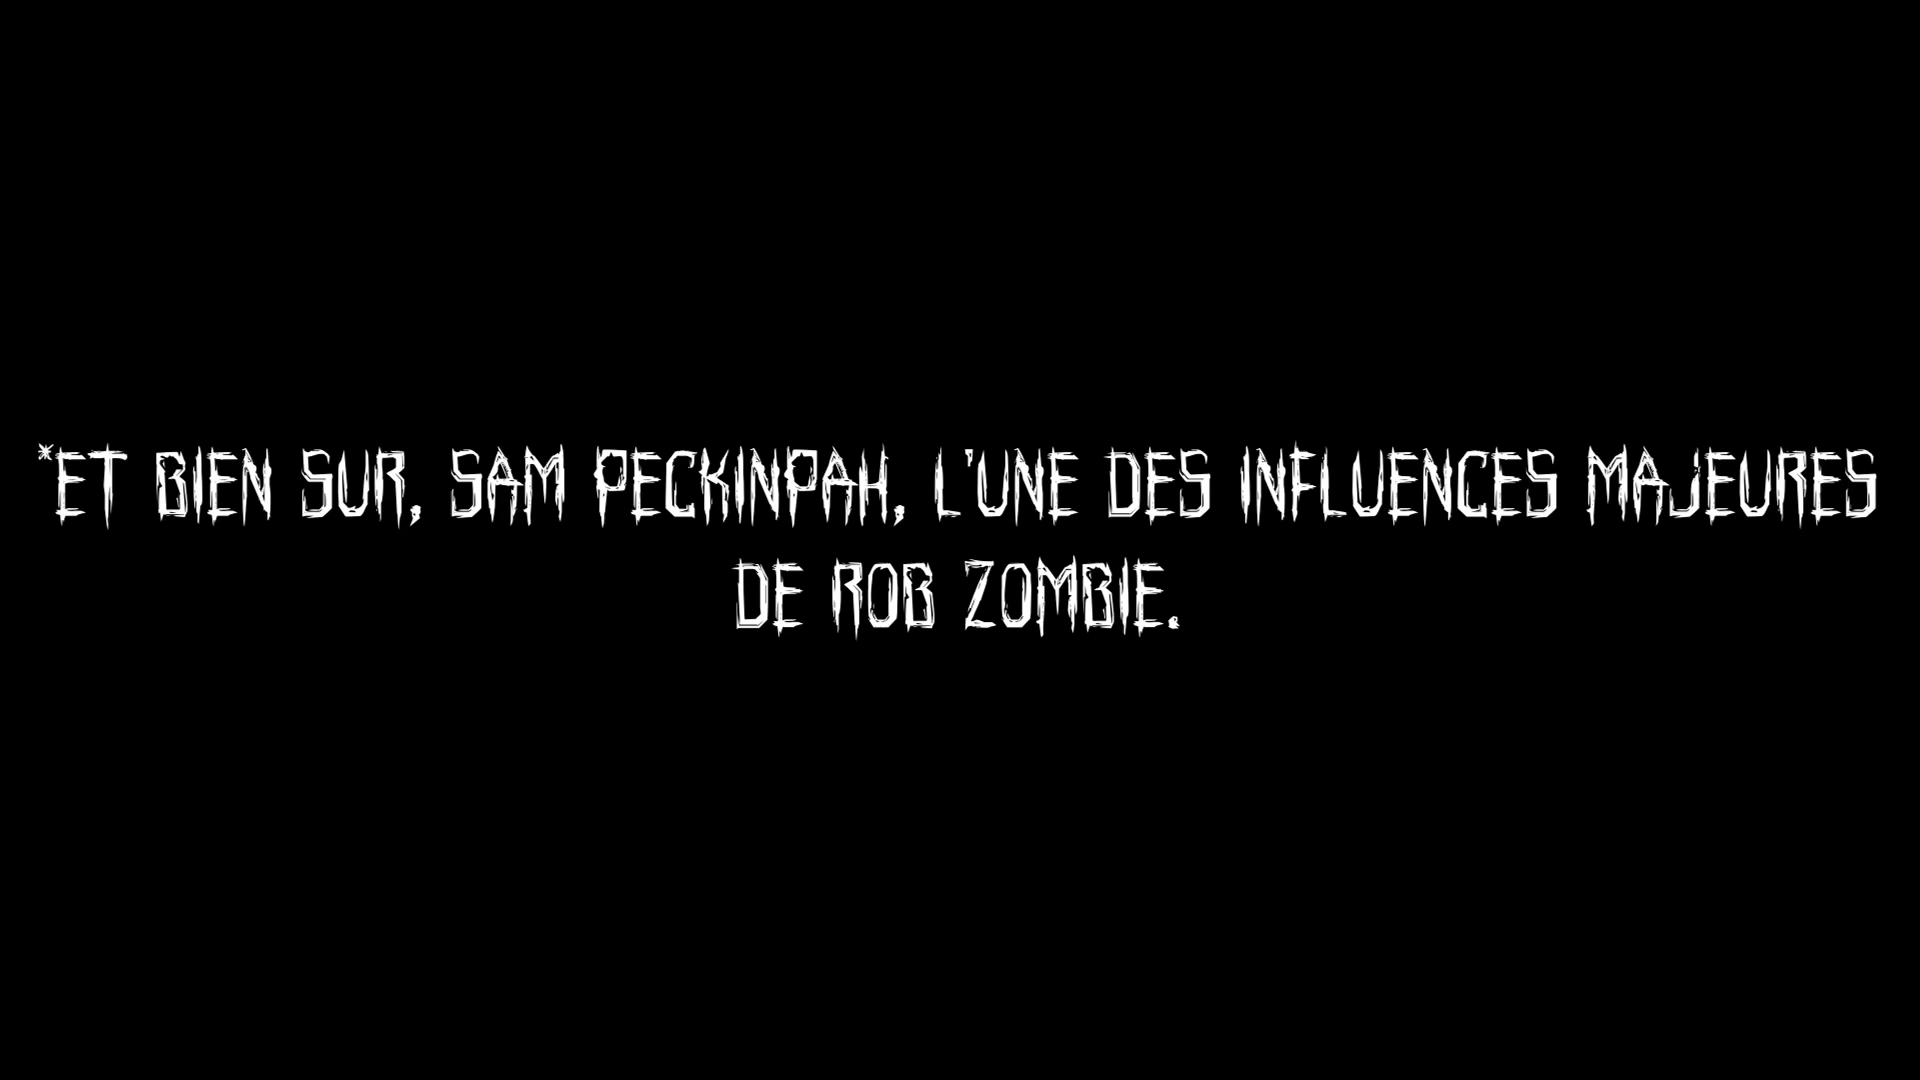 *ET BIEN SUR, SAM PECKINPAH, L'UNE DES INFLUENCES MAJEURES
DE ROB ZOMBIE.